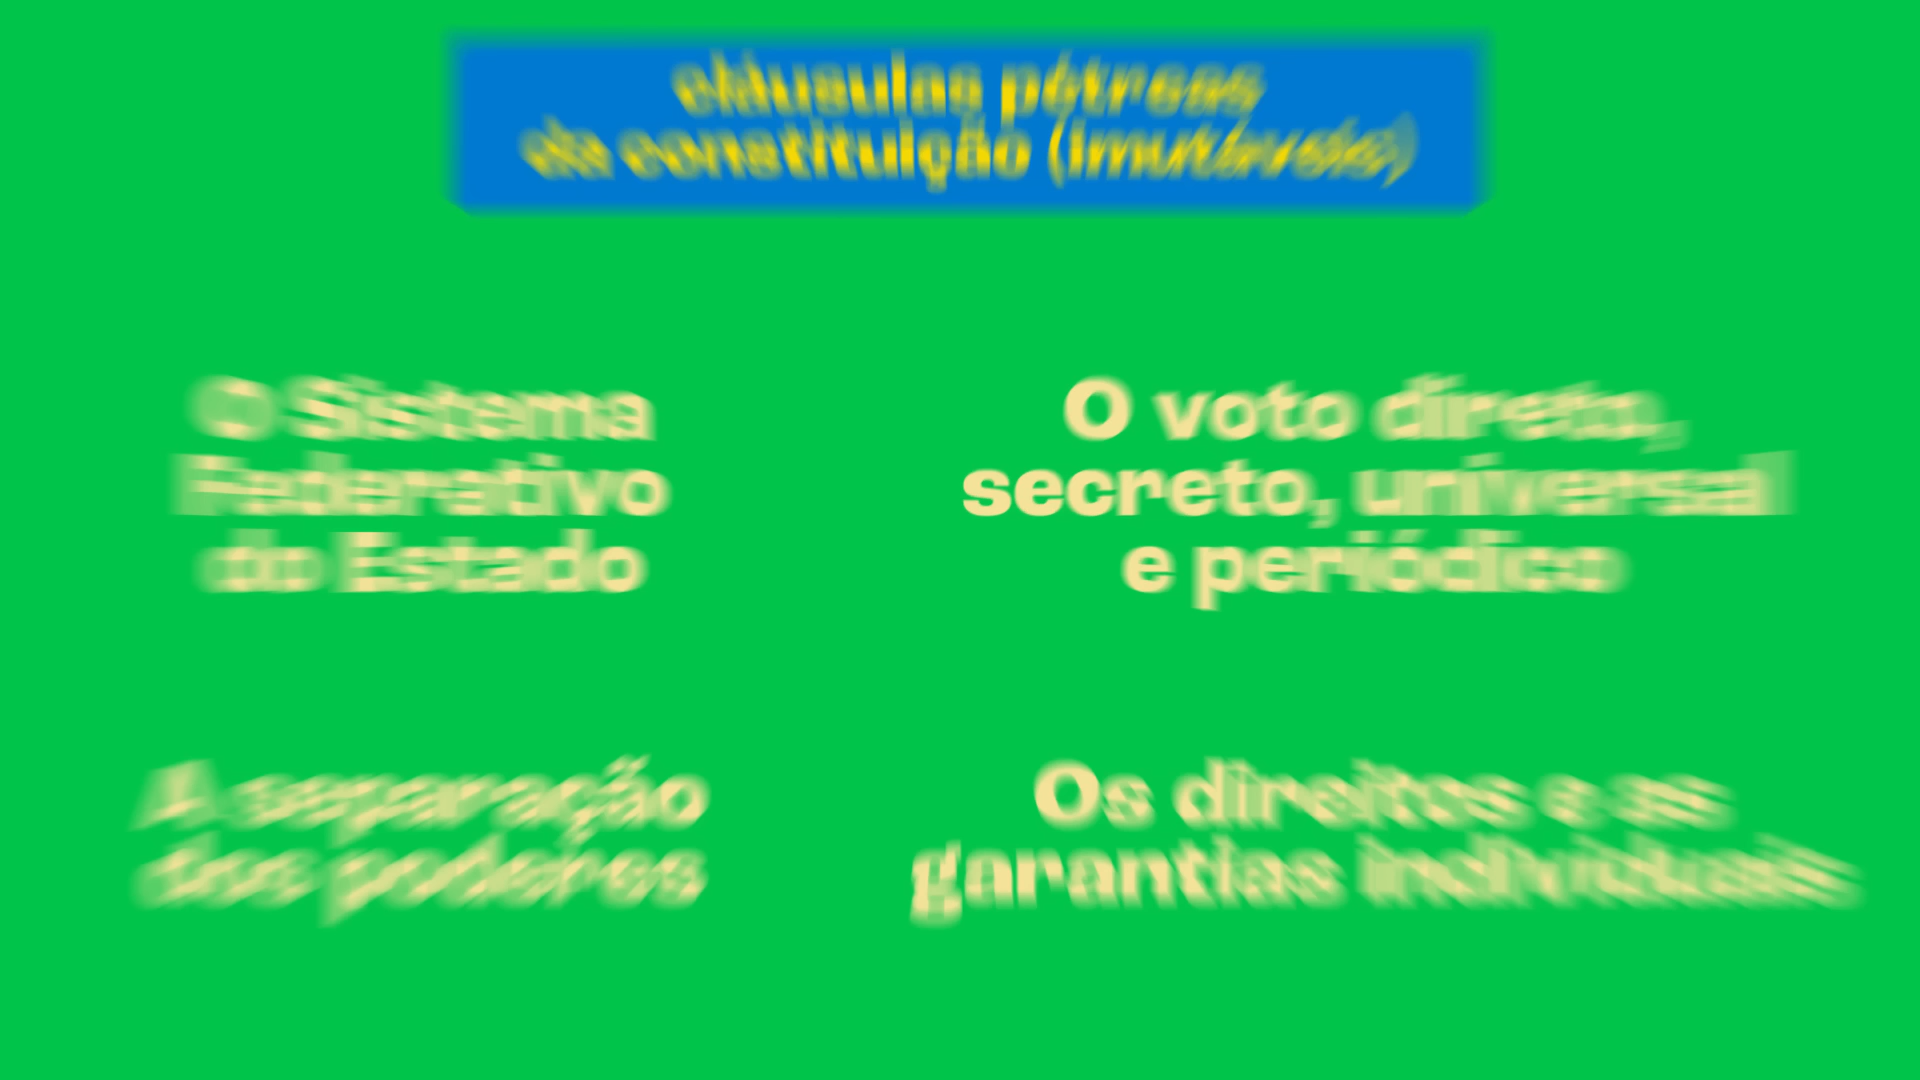 cláusulas pétreas
da constituição (imutáveis)
O Sistema
Federativo
do Estado
O voto direto,
secreto, universal
e periódico
A separação
dos poderes
Os direitos e as
garantias individuais